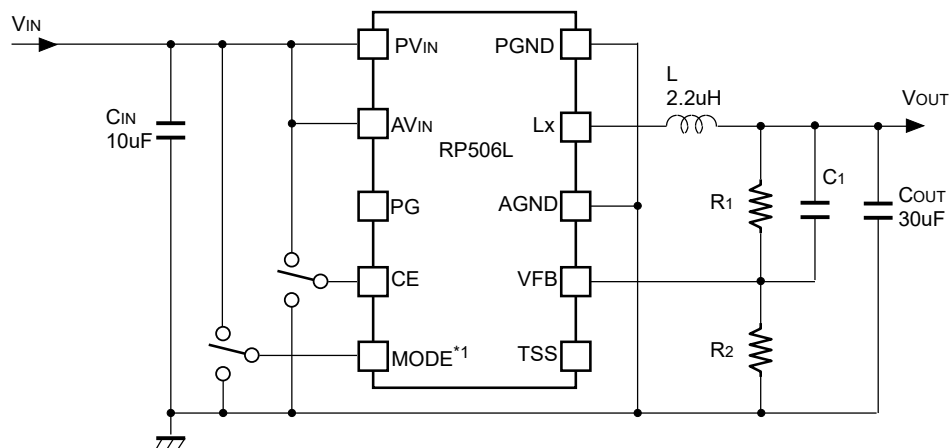 VIN
PVIN
PGND
L
2.2uH
VOUT
CIN
10uF
AVIN
Lx
RP506L
C1
PG
AGND
R1
COUT
30uF
CE
VFB
MODE*1
TSS
R2